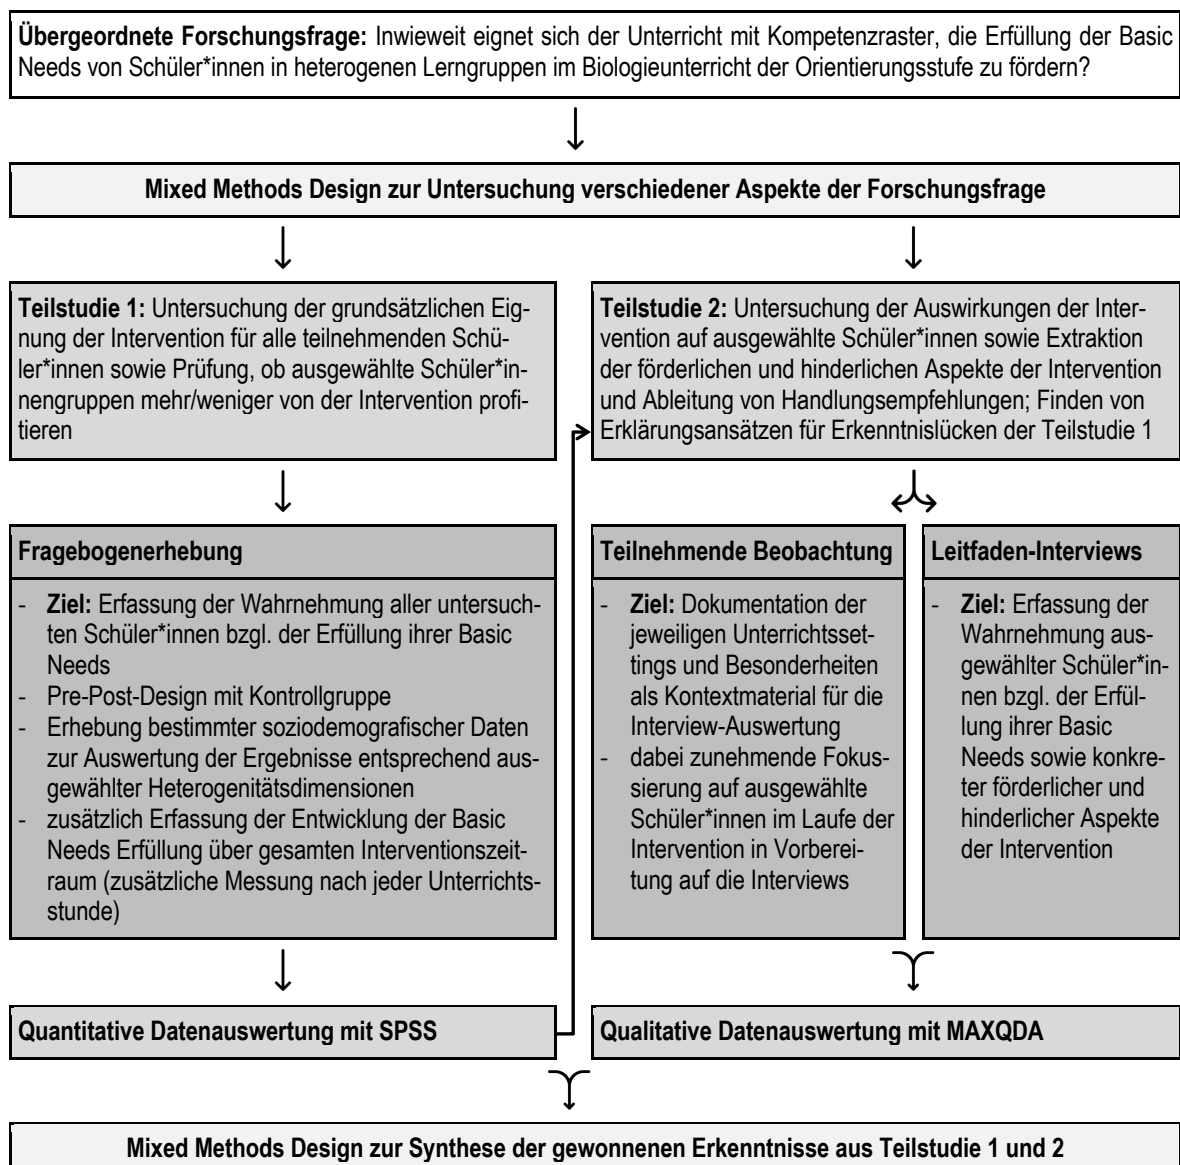 Übergeordnete Forschungsfrage: Inwieweit eignet sich der Unterricht mit Kompetenzraster, die Erfüllung der Basic
Needs von Schüler*innen in heterogenen Lerngruppen im Biologieunterricht der Orientierungsstufe zu fördern?
Mixed Methods Design zur Untersuchung verschiedener Aspekte der Forschungsfrage
Teilstudie 1: Untersuchung der grundsätzlichen Eig-
nung der Intervention für alle teilnehmenden Schü-
ler*innen sowie Prüfung, ob ausgewählte Schüler*in-
nengruppen mehr/weniger von der Intervention profi-
tieren
Teilstudie 2: Untersuchung der Auswirkungen der Inter-
vention auf ausgewählte Schüler*innen sowie Extraktion
der förderlichen und hinderlichen Aspekte der Intervention
und Ableitung von Handlungsempfehlungen; Finden von
Erklärungsansätzen für Erkenntnislücken der Teilstudie 1
Fragebogenerhebung
- Ziel: Erfassung der Wahrnehmung aller untersuch-
ten Schüler*innen bzgl. der Erfüllung ihrer Basic
Needs
- Pre-Post-Design mit Kontrollgruppe
- Erhebung bestimmter soziodemografischer Daten
zur Auswertung der Ergebnisse entsprechend aus-
gewählter Heterogenitätsdimensionen
- zusätzlich Erfassung der Entwicklung der Basic
Needs Erfüllung über gesamten Interventionszeit-
raum (zusätzliche Messung nach jeder Unterrichts-
stunde)
Teilnehmende Beobachtung
- Ziel: Dokumentation der
jeweiligen Unterrichtsset-
tings und Besonderheiten
als Kontextmaterial für die
Interview-Auswertung
- dabei zunehmende Fokus-
sierung auf ausgewählte
Schüler*innen im Laufe der
Intervention in Vorberei-
tung auf die Interviews
Leitfaden-Interviews
- Ziel: Erfassung der
Wahrnehmung aus-
gewählter Schüler*in-
nen bzgl. der Erfül-
lung ihrer Basic
Needs sowie konkre-
ter förderlicher und
hinderlicher Aspekte
der Intervention
Quantitative Datenauswertung mit SPSS
Qualitative Datenauswertung mit MAXQDA
Mixed Methods Design zur Synthese der gewonnenen Erkenntnisse aus Teilstudie 1 und 2